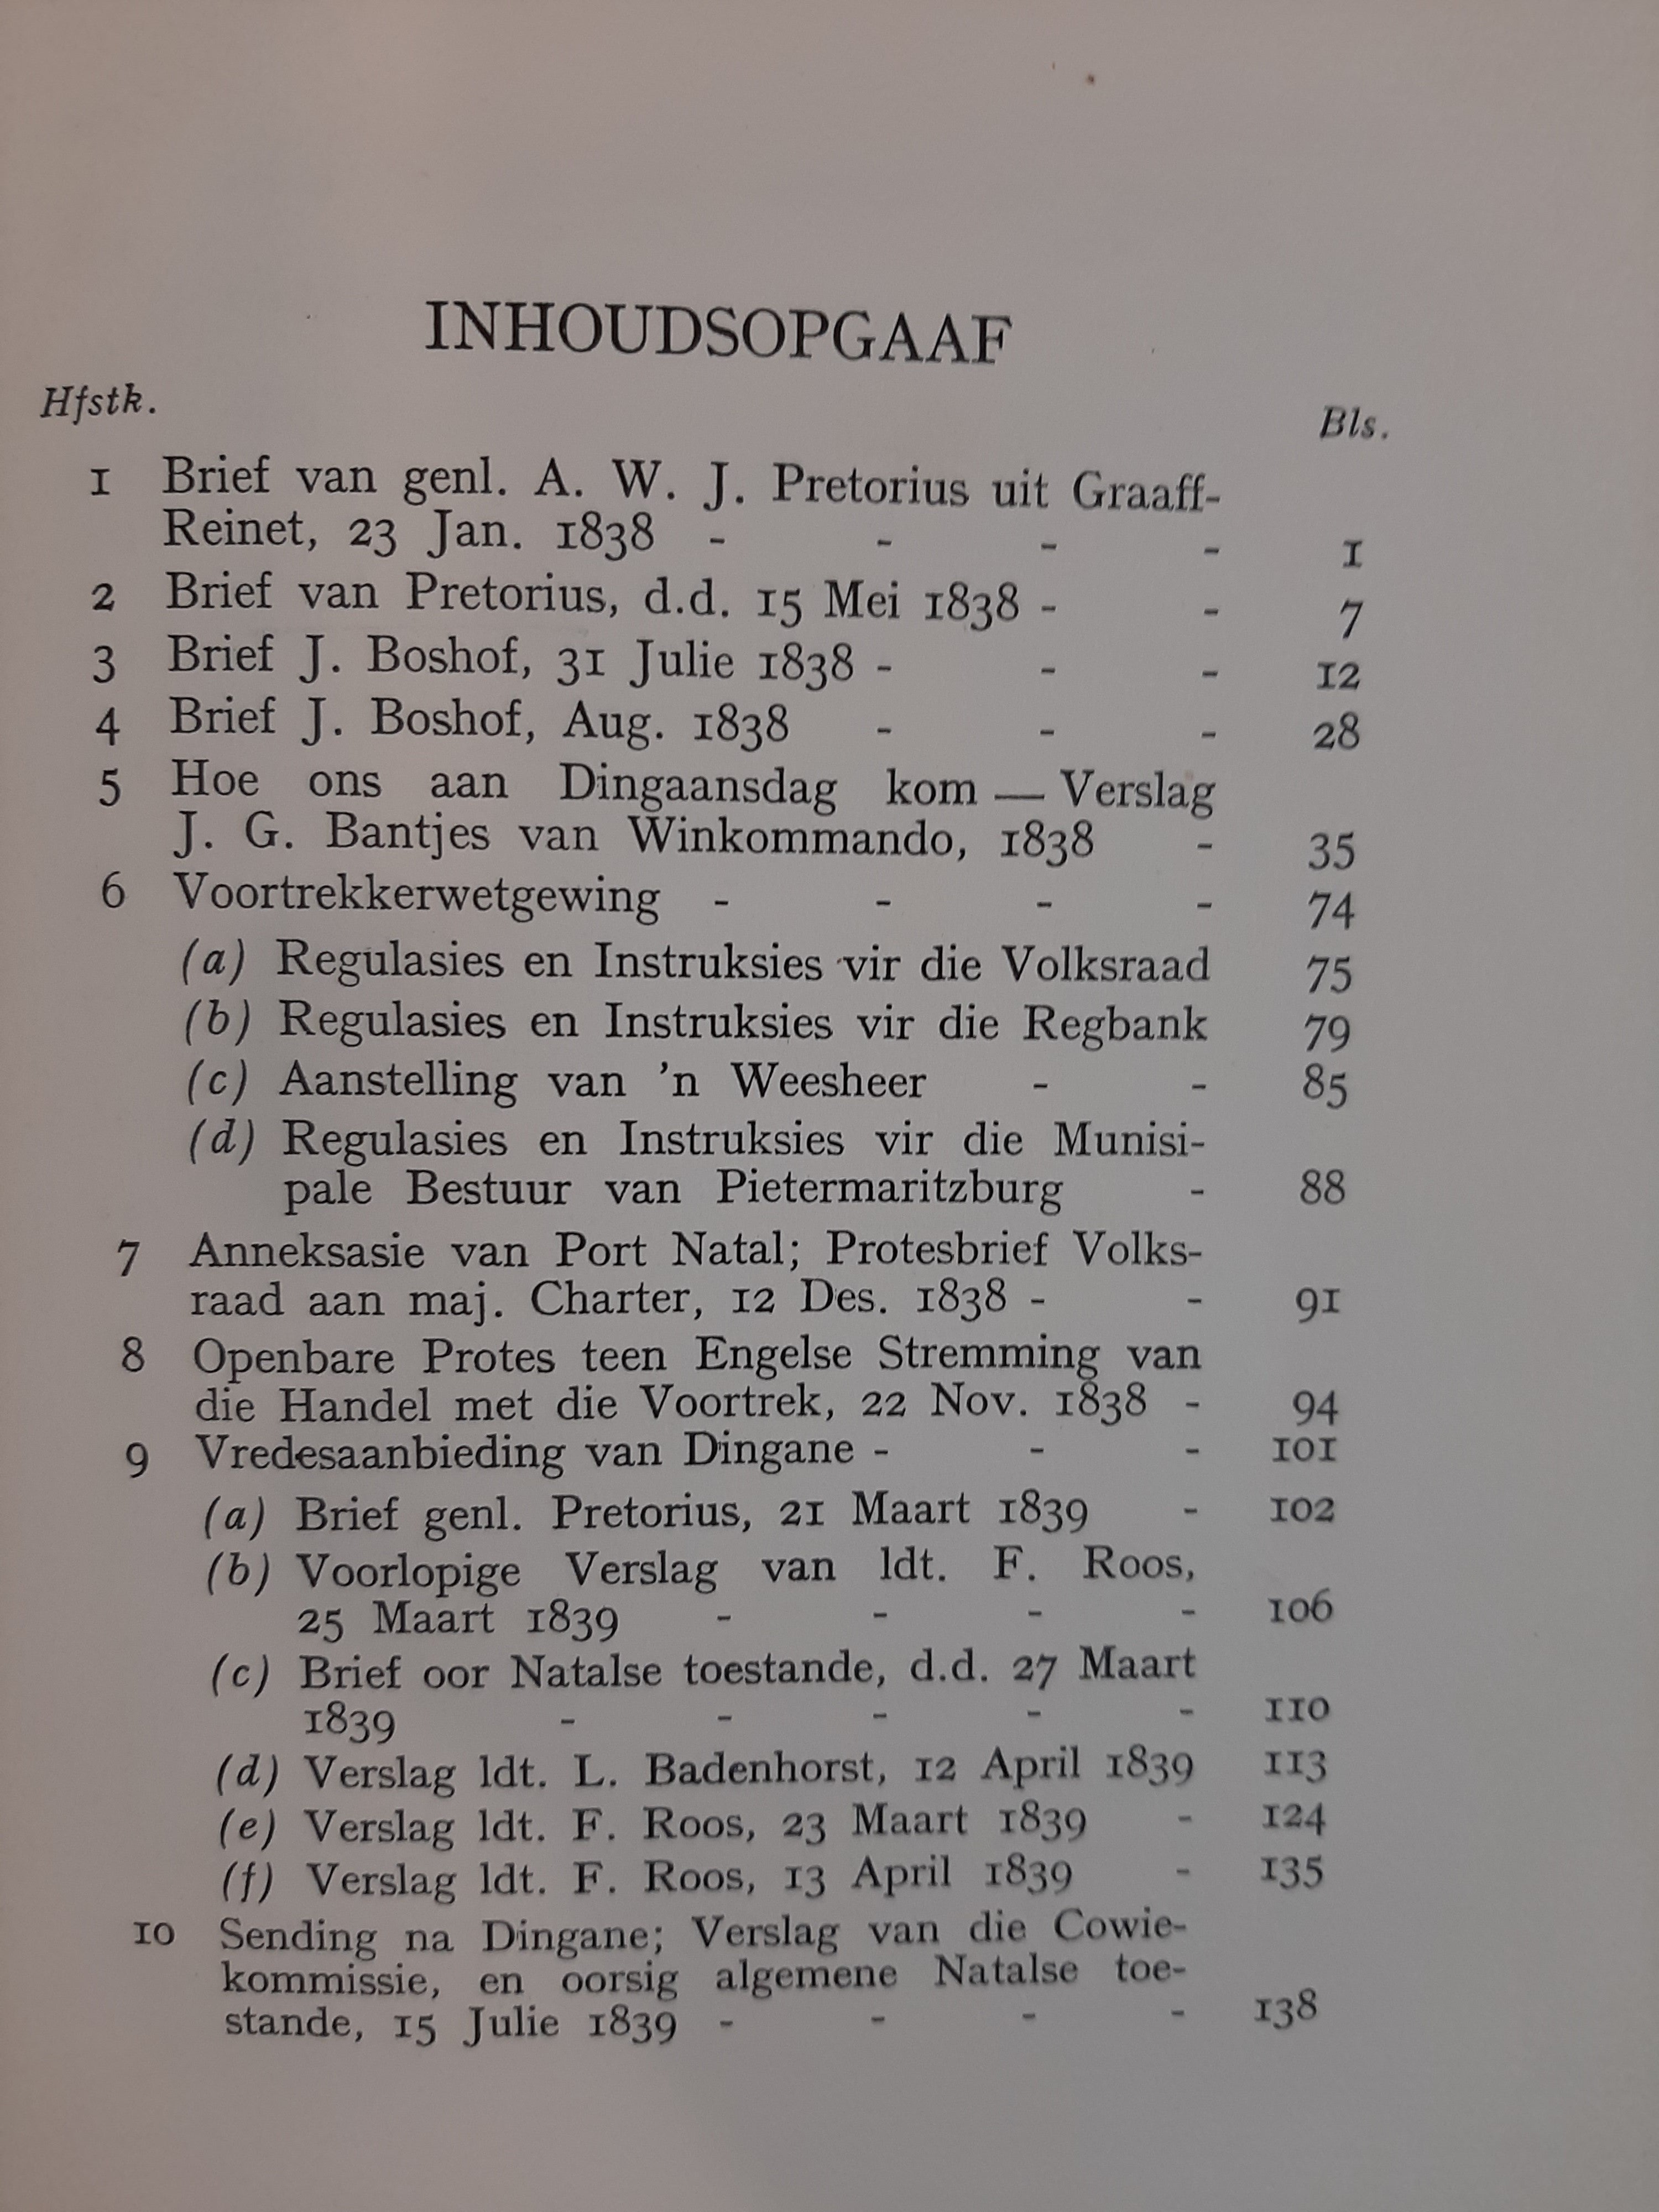 INHOUDSOPGAAF
Hfstk. Bls.
1 Brief van genl. A. W. J. Pretorius uit Graaff-
Reinet, 23 Jan. 1838 - - - - 1
2 Brief van Pretorius, d.d. 15 Mei 1838 - - 7
3 Brief J. Boshof, 31 Julie 1838 - - - 12
4 Brief J. Boshof, Aug. 1838 - - - 28
5 Hoe ons aan Dingaansdag kom — Verslag
J. G. Bantjes van Winkommando, 1838 - 35
6 Voortrekkerwetgewing - - - - 74
(a) Regulasies en Instruksies vir die Volksraad 75
(b) Regulasies en Instruksies vir die Regbank 79
(c) Aanstelling van 'n Weesheer - - 85
(d) Regulasies en Instruksies vir die Munisi-
pale Bestuur van Pietermaritzburg - 88
7 Anneksasie van Port Natal; Protesbrief Volks-
raad aan maj. Charter, 12 Des. 1838 - - 91
8 Openbare Protes teen Engelse Stremming van
die Handel met die Voortrek, 22 Nov. 1838 - 94
9 Vredesaanbieding van Dingane - - - 101
(a) Brief genl. Pretorius, 21 Maart 1839 - 102
(b) Voorlopige Verslag van ldt. F. Roos,
25 Maart 1839 - - - - 106
(c) Brief oor Natalse toestande, d.d. 27 Maart
1839 - - - - - 110
(d) Verslag ldt. L. Badenhorst, 12 April 1839 113
(e) Verslag ldt. F. Roos, 23 Maart 1839 - 124
(f) Verslag ldt. F. Roos, 13 April 1839 - 135
10 Sending na Dingane; Verslag van die Cowie-
kommissie, en oorsig algemene Natalse toe-
stande, 15 Julie 1839 - - - - 138